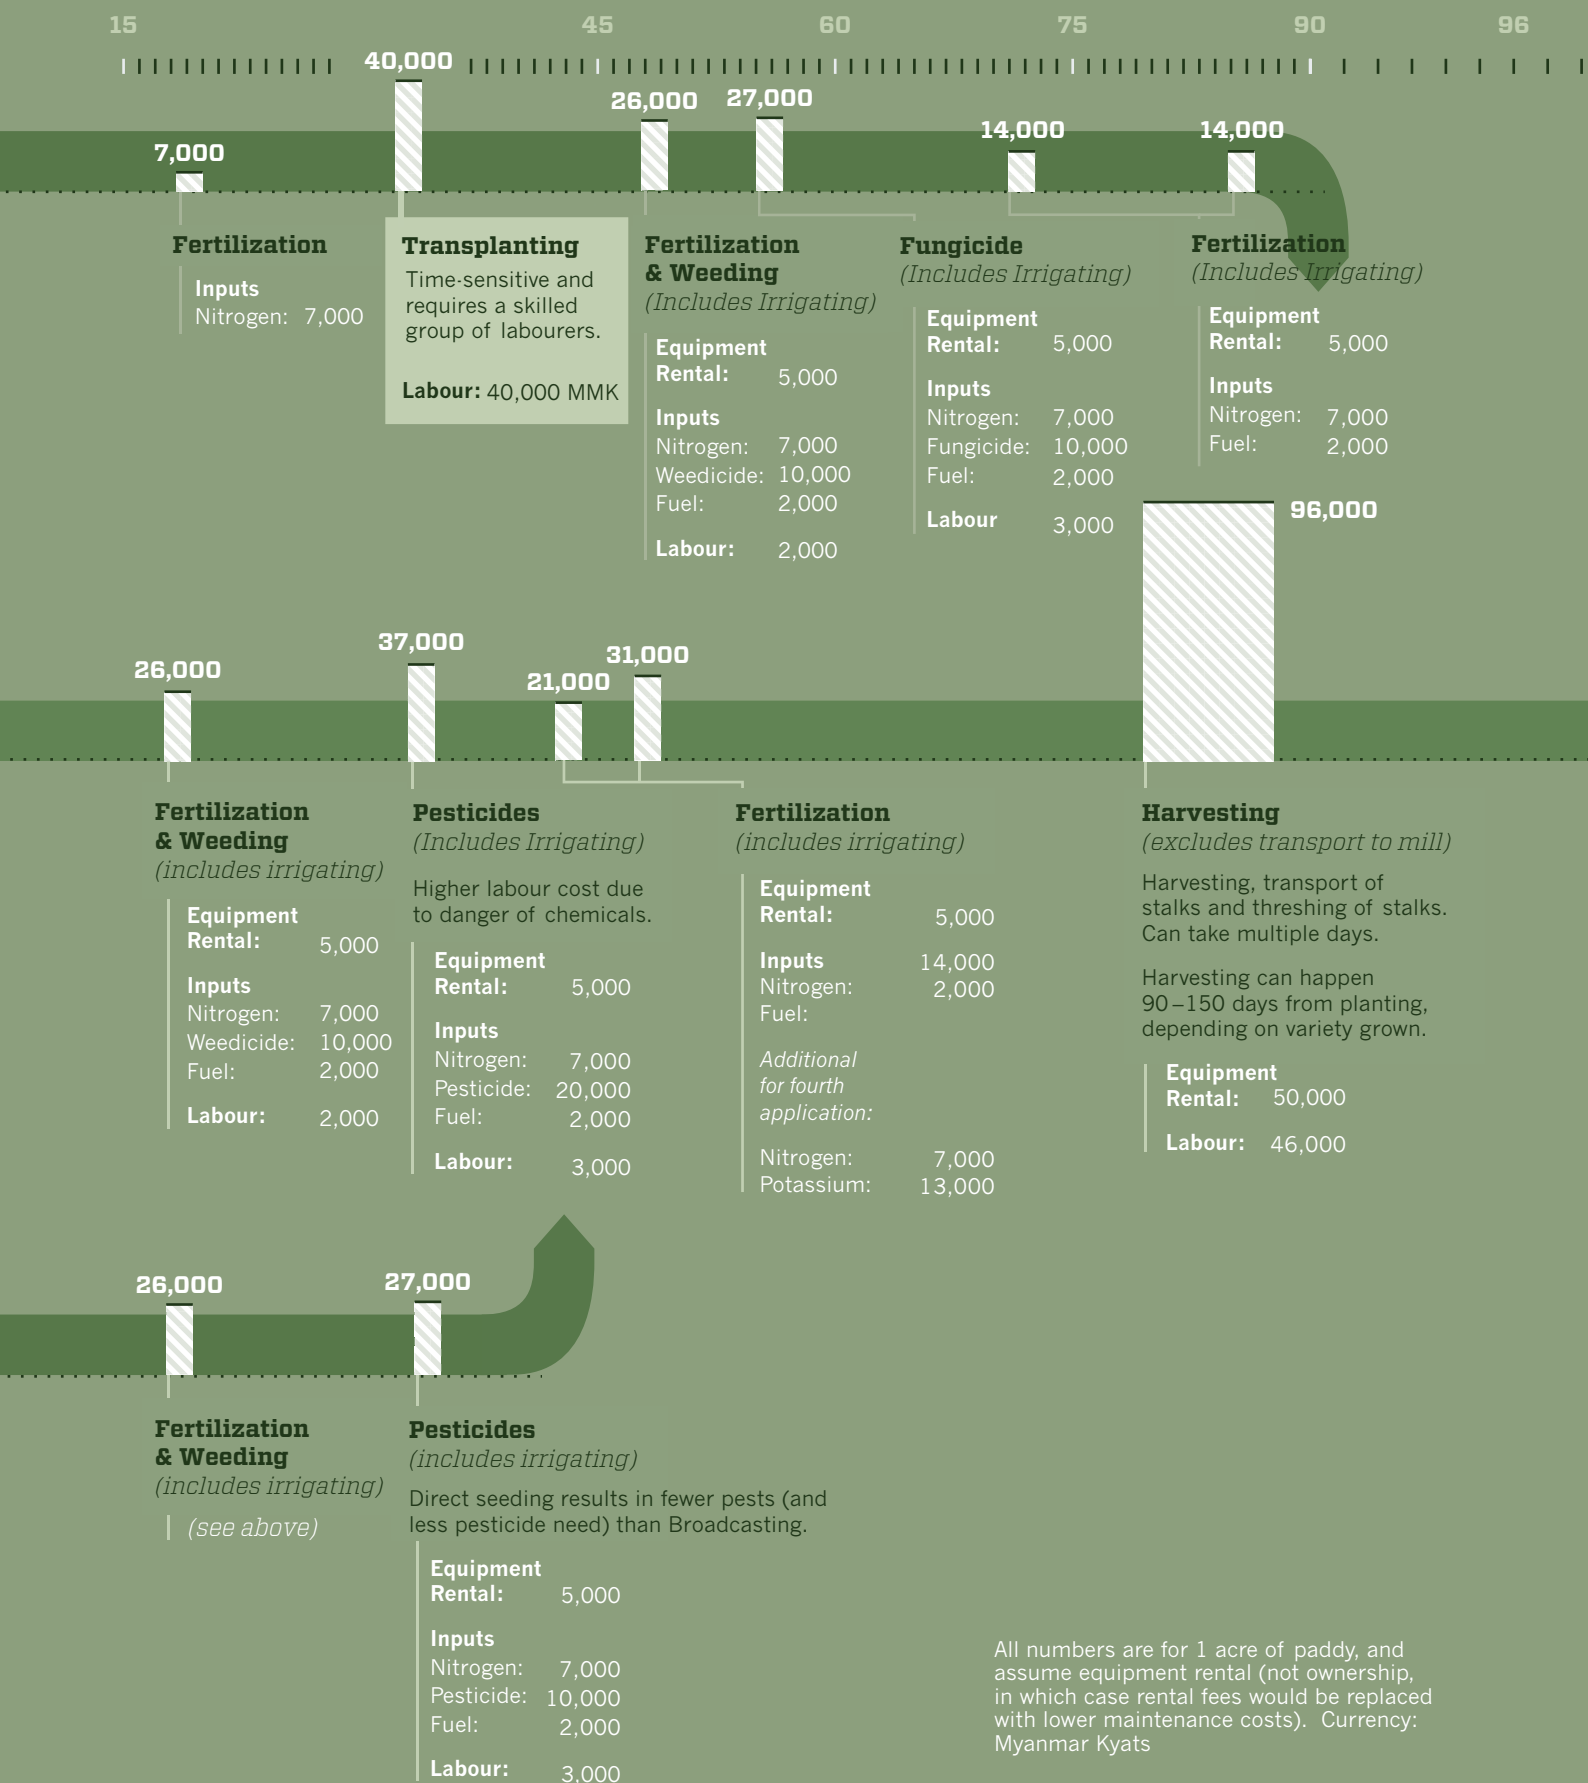 15 45 60 75 90 96
40,000
26,000 27,000
14,000 14,000
7,000
Fertilization
Inputs
Nitrogen: 7,000
Transplanting
Time-sensitive and
requires a skilled
group of labourers.
Labour: 40,000 MMK
Fertilization
& Weeding
(Includes Irrigating)
Equipment
Rental: 5,000
Inputs
Nitrogen: 7,000
Weedicide: 10,000
Fuel: 2,000
Labour: 2,000
Fungicide
(Includes Irrigating)
Equipment
Rental: 5,000
Inputs
Nitrogen: 7,000
Fungicide: 10,000
Fuel: 2,000
Labour 3,000
Fertilization
(Includes Irrigating)
Equipment
Rental: 5,000
Inputs
Nitrogen: 7,000
Fuel: 2,000
96,000
26,000
37,000
21,000
31,000
Fertilization
& Weeding
(includes irrigating)
Equipment
Rental: 5,000
Inputs
Nitrogen: 7,000
Weedicide: 10,000
Fuel: 2,000
Labour: 2,000
Pesticides
(Includes Irrigating)
Higher labour cost due
to danger of chemicals.
Equipment
Rental: 5,000
Inputs
Nitrogen: 7,000
Pesticide: 20,000
Fuel: 2,000
Labour: 3,000
Fertilization
(includes irrigating)
Equipment
Rental: 5,000
Inputs 14,000
Nitrogen: 2,000
Fuel:
Additional
for fourth
application:
Nitrogen: 7,000
Potassium: 13,000
Harvesting
(excludes transport to mill)
Harvesting, transport of
stalks and threshing of stalks.
Can take multiple days.
Harvesting can happen
90–150 days from planting,
depending on variety grown.
Equipment
Rental: 50,000
Labour: 46,000
26,000
27,000
Fertilization
& Weeding
(includes irrigating)
(see above)
Pesticides
(includes irrigating)
Direct seeding results in fewer pests (and
less pesticide need) than Broadcasting.
Equipment
Rental: 5,000
Inputs
Nitrogen: 7,000
Pesticide: 10,000
Fuel: 2,000
Labour: 3,000
All numbers are for 1 acre of paddy, and
assume equipment rental (not ownership,
in which case rental fees would be replaced
with lower maintenance costs). Currency:
Myanmar Kyats